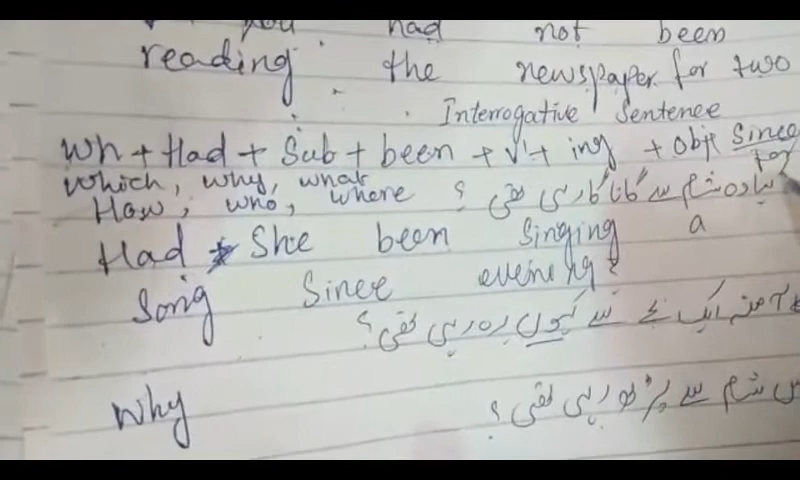 you had not been
reading the newspaper for two
Interrogative Sentence
Wh + Had + Sub + been + V1 + ing + Obj Since
for
Which, why, what
How, who, where
کیا وہ شام سے گانا گا رہی تھی ؟
Had She been singing a
song Since evening?
آمنہ ایک بجے سے کیوں رو رہی تھی ؟
Why
شام سے پڑھ رہی تھی ؟